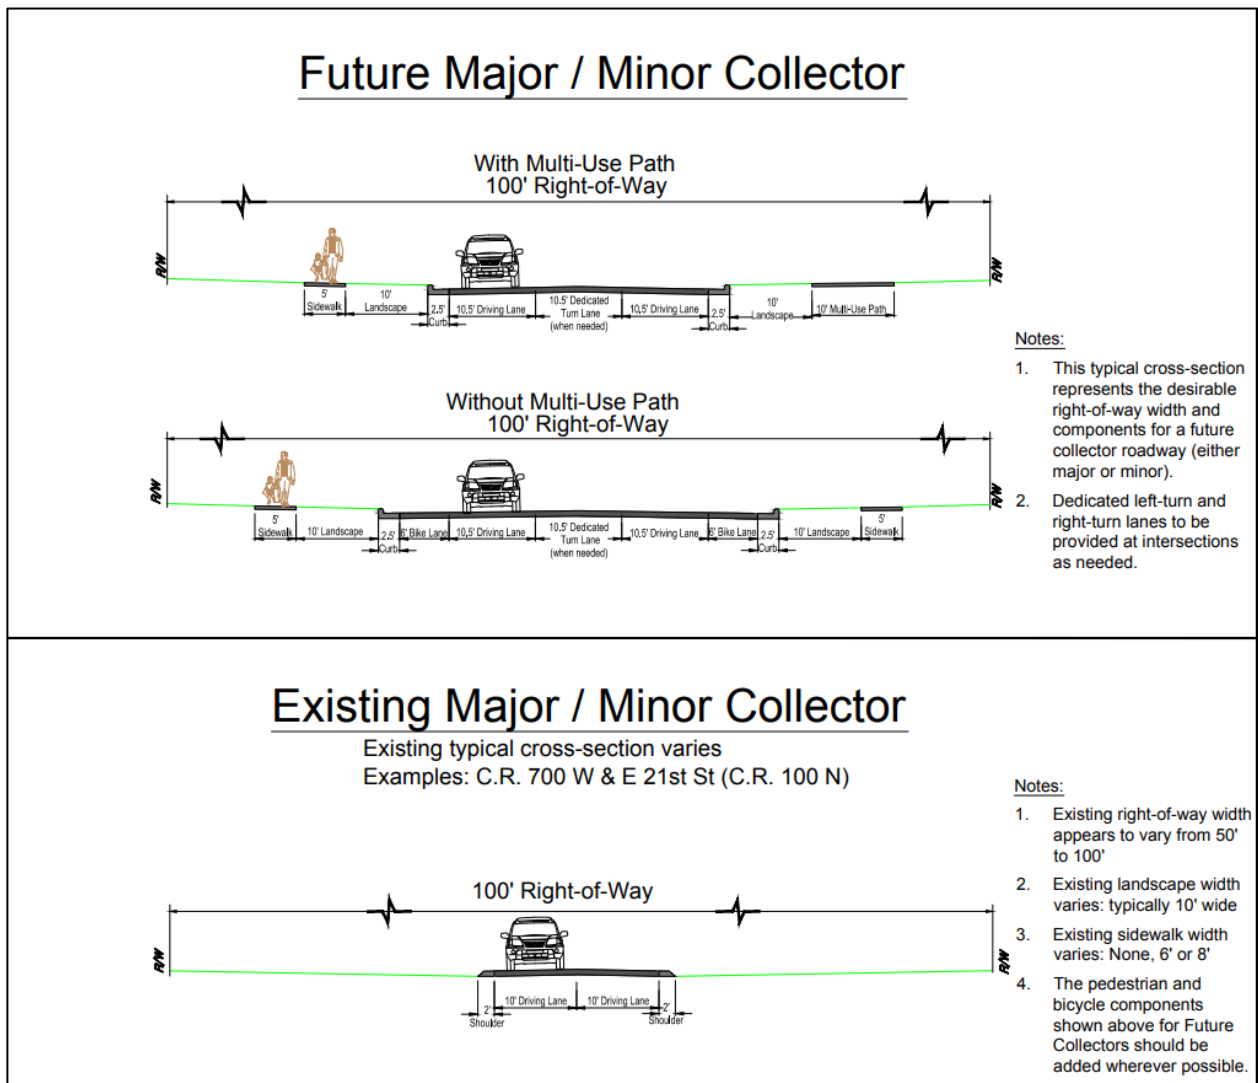 Future Major / Minor Collector
With Multi-Use Path
100' Right-of-Way
R/W
R/W
5'
Sidewalk
10'
Landscape
2.5'
Curb
10.5' Driving Lane
10.5' Dedicated
Turn Lane
(when needed)
10.5' Driving Lane
2.5'
Curb
10'
Landscape
10' Multi-Use Path
Without Multi-Use Path
100' Right-of-Way
R/W
R/W
5'
Sidewalk
10' Landscape
2.5'
Curb
6' Bike Lane
10.5' Driving Lane
10.5' Dedicated
Turn Lane
(when needed)
10.5' Driving Lane
6' Bike Lane
2.5'
Curb
10' Landscape
5'
Sidewalk
Notes:
1. This typical cross-section
represents the desirable
right-of-way width and
components for a future
collector roadway (either
major or minor).
2. Dedicated left-turn and
right-turn lanes to be
provided at intersections
as needed.
Existing Major / Minor Collector
Existing typical cross-section varies
Examples: C.R. 700 W & E 21st St (C.R. 100 N)
100' Right-of-Way
R/W
R/W
2'
Shoulder
10' Driving Lane
10' Driving Lane
2'
Shoulder
Notes:
1. Existing right-of-way width
appears to vary from 50'
to 100'
2. Existing landscape width
varies: typically 10' wide
3. Existing sidewalk width
varies: None, 6' or 8'
4. The pedestrian and
bicycle components
shown above for Future
Collectors should be
added wherever possible.